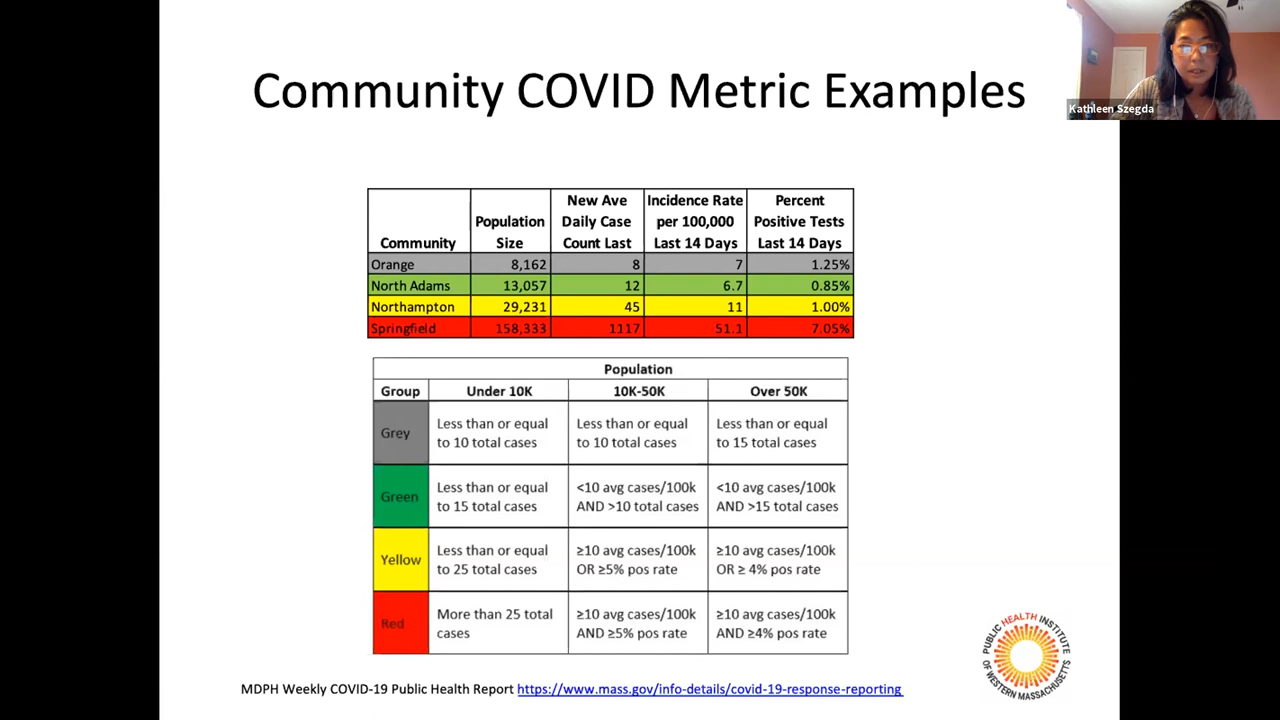 Community COVID Metric Examples
Kathleen Szegda
Community Population Size New Ave Daily Case Count Last Incidence Rate per 100,000 Last 14 Days Percent Positive Tests Last 14 Days
Orange 8,162 8 7 1.25%
North Adams 13,057 12 6.7 0.85%
Northampton 29,231 45 11 1.00%
Springfield 158,333 1117 51.1 7.05%
Population
Group Under 10K 10K-50K Over 50K
Grey Less than or equal to 10 total cases Less than or equal to 10 total cases Less than or equal to 15 total cases
Green Less than or equal to 15 total cases <10 avg cases/100k AND >10 total cases <10 avg cases/100k AND >15 total cases
Yellow Less than or equal to 25 total cases ≥10 avg cases/100k OR ≥5% pos rate ≥10 avg cases/100k OR ≥ 4% pos rate
Red More than 25 total cases ≥10 avg cases/100k AND ≥5% pos rate ≥10 avg cases/100k AND ≥4% pos rate
PUBLIC HEALTH INSTITUTE OF WESTERN MASSACHUSETTS
MDPH Weekly COVID-19 Public Health Report https://www.mass.gov/info-details/covid-19-response-reporting